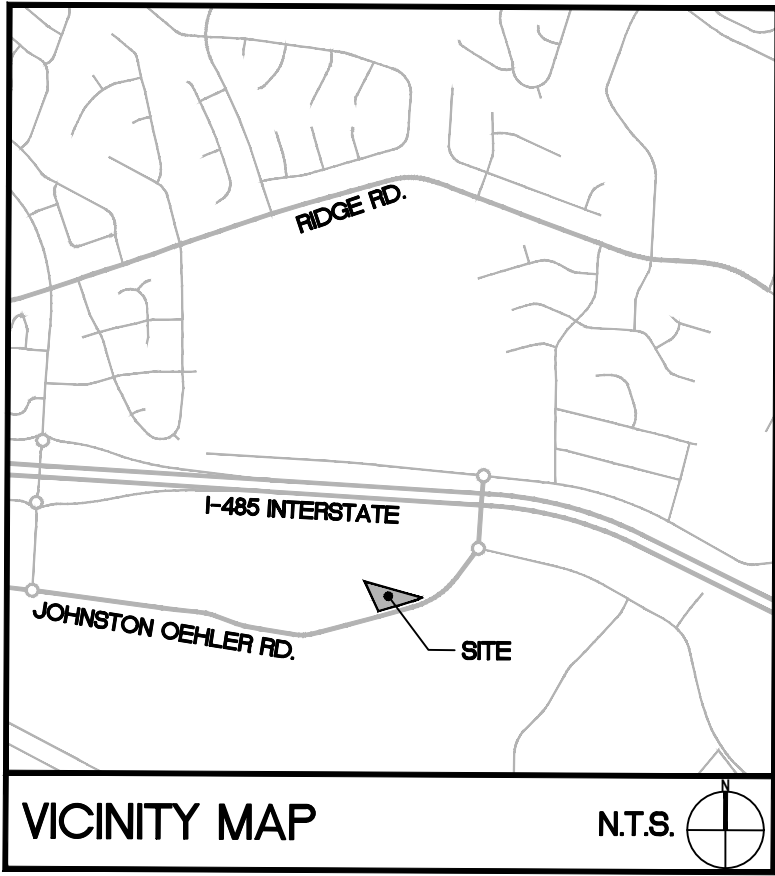 RIDGE RD.
I-485 INTERSTATE
JOHNSTON OEHLER RD.
SITE
VICINITY MAP
N.T.S.
N